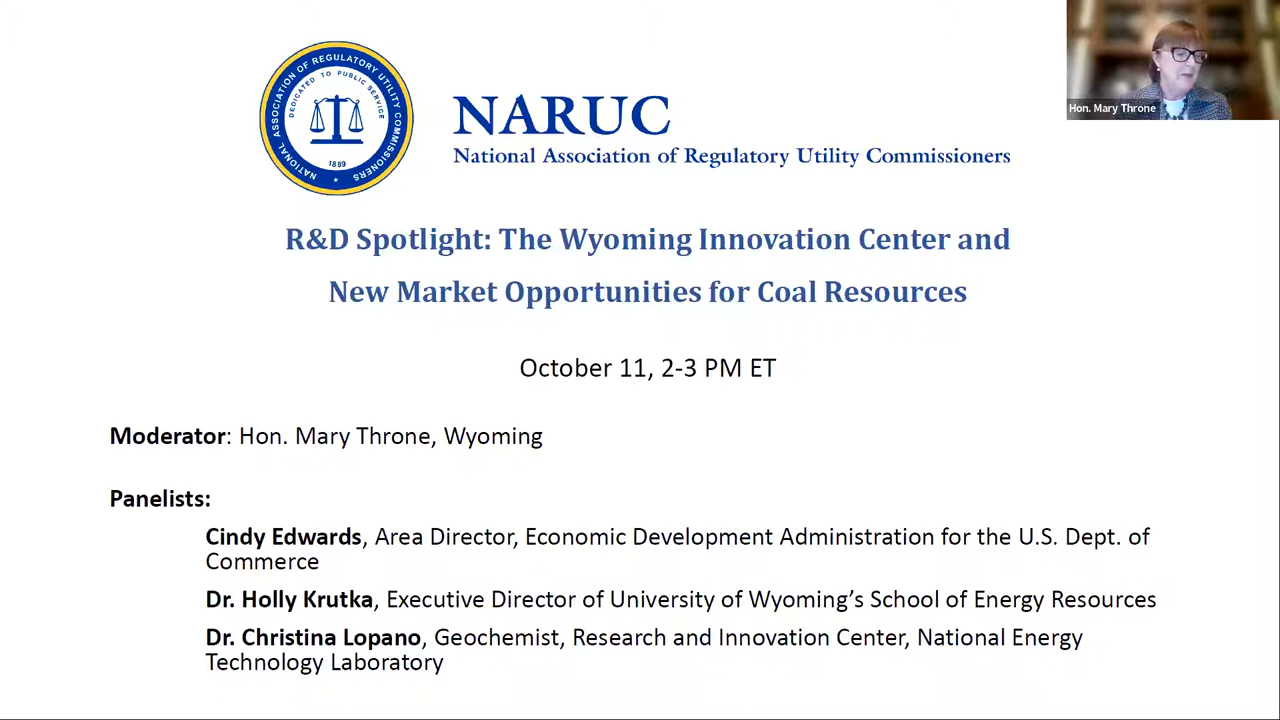 NATIONAL ASSOCIATION OF REGULATORY UTILITY COMMISSIONERS
DEDICATED TO PUBLIC SERVICE
1889
NARUC
National Association of Regulatory Utility Commissioners
Hon. Mary Throne
R&D Spotlight: The Wyoming Innovation Center and
New Market Opportunities for Coal Resources
October 11, 2-3 PM ET
Moderator: Hon. Mary Throne, Wyoming
Panelists:
Cindy Edwards, Area Director, Economic Development Administration for the U.S. Dept. of
Commerce
Dr. Holly Krutka, Executive Director of University of Wyoming’s School of Energy Resources
Dr. Christina Lopano, Geochemist, Research and Innovation Center, National Energy
Technology Laboratory